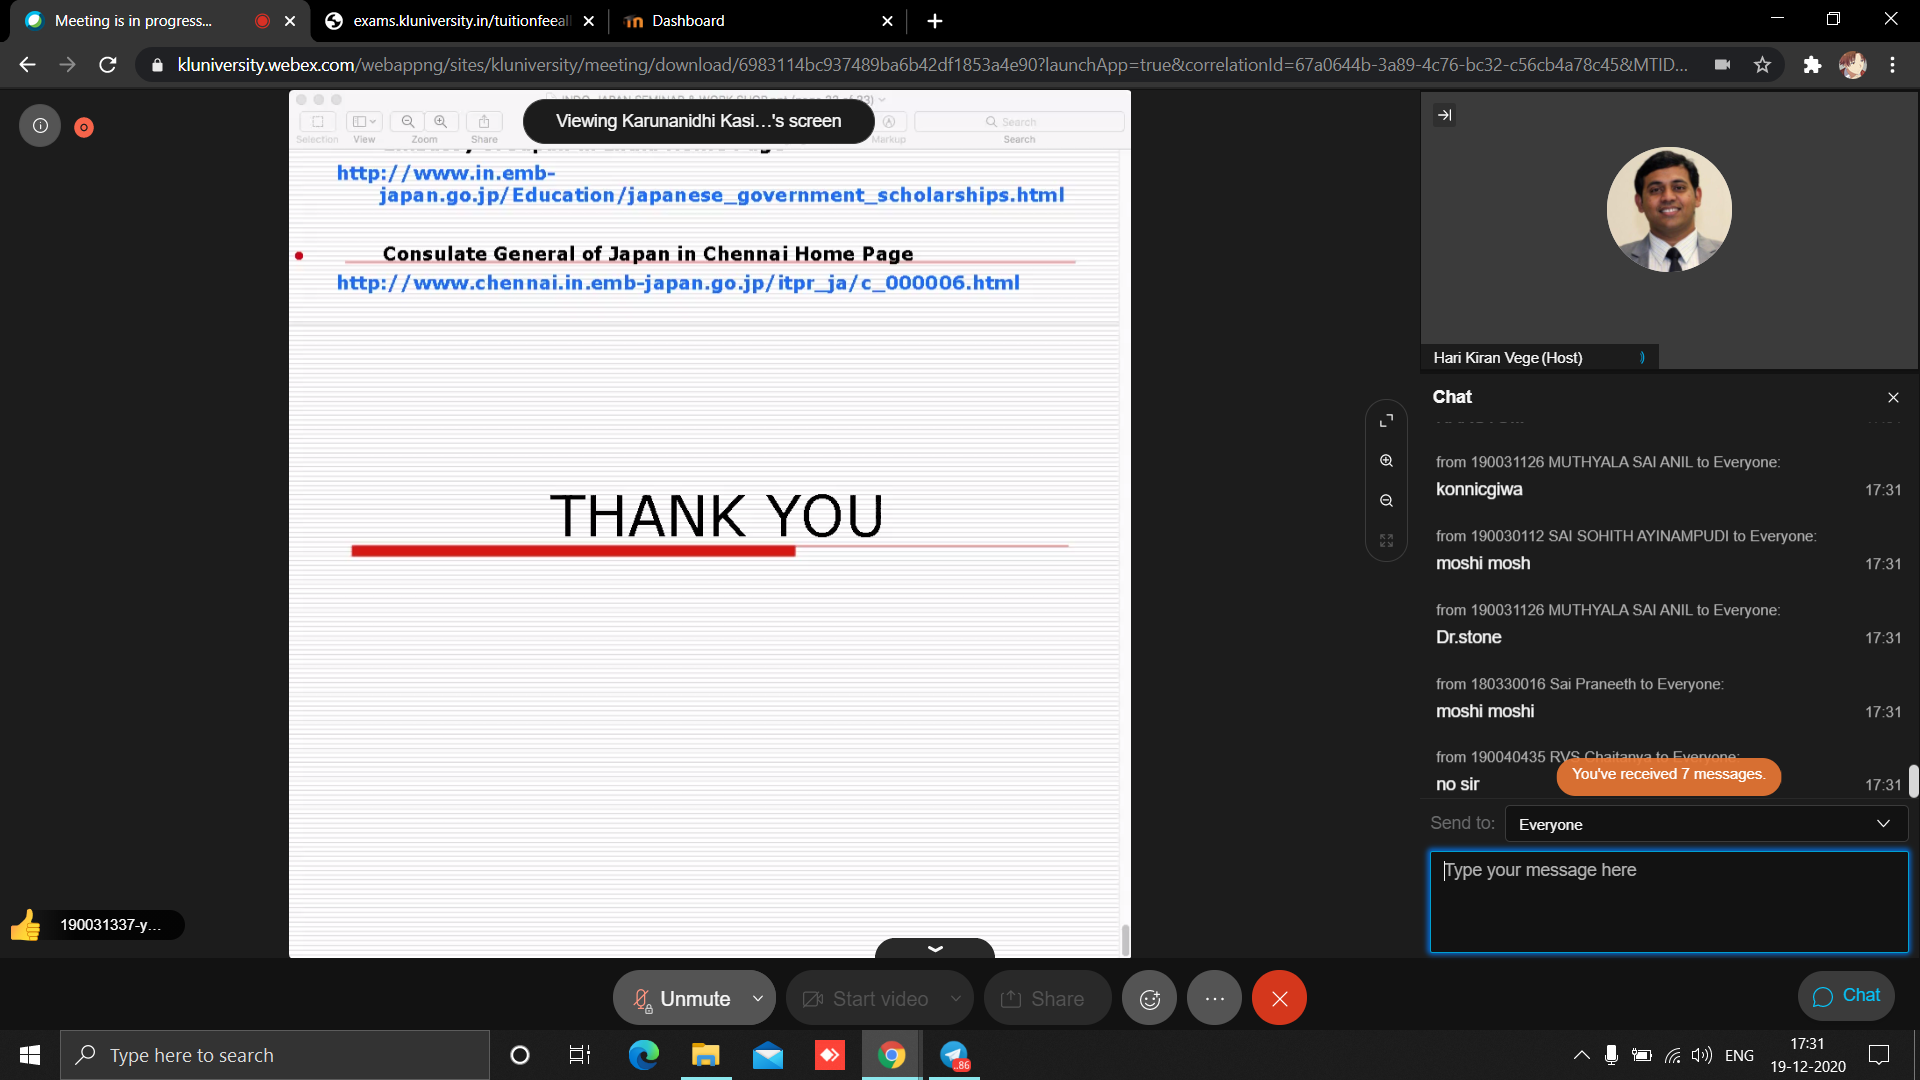 Meeting is in progress...
exams.kluniversity.in/tuitionfeeall
Dashboard
kluniversity.webex.com/webappng/sites/kluniversity/meeting/download/6983114bc937489ba6b42df1853a4e90?launchApp=true&correlationId=67a0644b-3a89-4c76-bc32-c56cb4a78c45&MTID...
Viewing Karunanidhi Kasi...'s screen
Search
Selection View Zoom Share Markup Search
http://www.in.emb-
japan.go.jp/Education/japanese_government_scholarships.html
Consulate General of Japan in Chennai Home Page
http://www.chennai.in.emb-japan.go.jp/itpr_ja/c_000006.html
THANK YOU
190031337-y...
Hari Kiran Vege (Host)
Chat
from 190031126 MUTHYALA SAI ANIL to Everyone:
konnicgiwa 17:31
from 190030112 SAI SOHITH AYINAMPUDI to Everyone:
moshi mosh 17:31
from 190031126 MUTHYALA SAI ANIL to Everyone:
Dr.stone 17:31
from 180330016 Sai Praneeth to Everyone:
moshi moshi 17:31
from 190040435 RVS Chaitanya to Everyone:
You've received 7 messages.
no sir 17:31
Send to: Everyone
Type your message here
Unmute Start video Share
Chat
Type here to search
86
ENG
17:31
19-12-2020